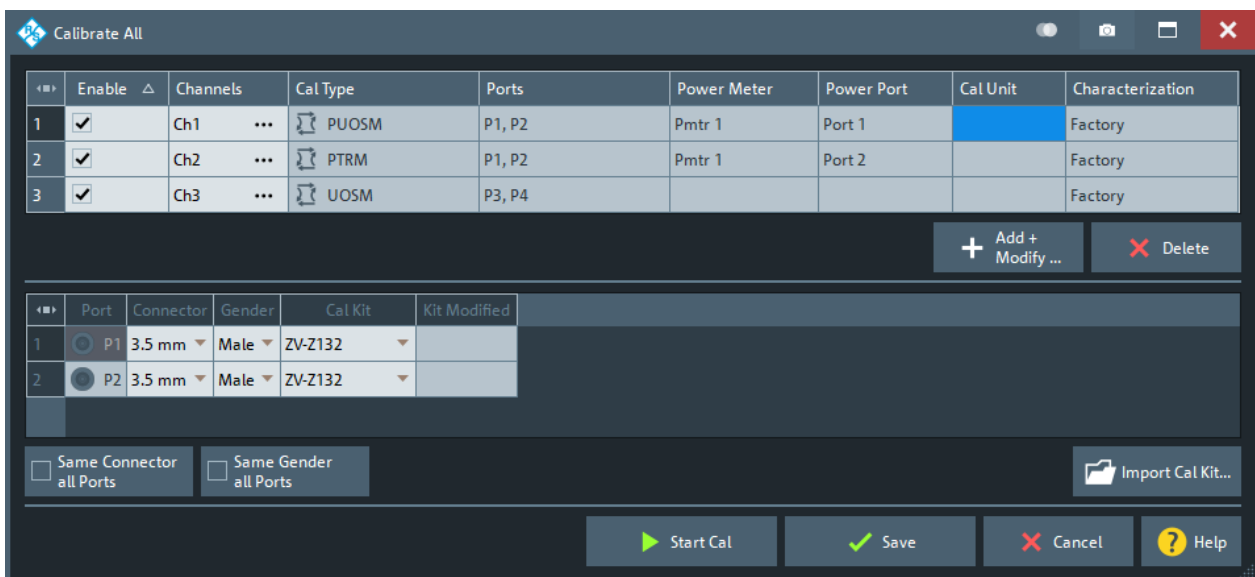 R&S Calibrate All
Enable Channels Cal Type Ports Power Meter Power Port Cal Unit Characterization
1 Ch1 ••• PUOSM P1, P2 Pmtr 1 Port 1 Factory
2 Ch2 ••• PTRM P1, P2 Pmtr 1 Port 2 Factory
3 Ch3 ••• UOSM P3, P4 Factory
Add +
Modify ...
Delete
Port Connector Gender Cal Kit Kit Modified
1 P1 3.5 mm Male ZV-Z132
2 P2 3.5 mm Male ZV-Z132
Same Connector
all Ports
Same Gender
all Ports
Import Cal Kit...
Start Cal Save Cancel ? Help